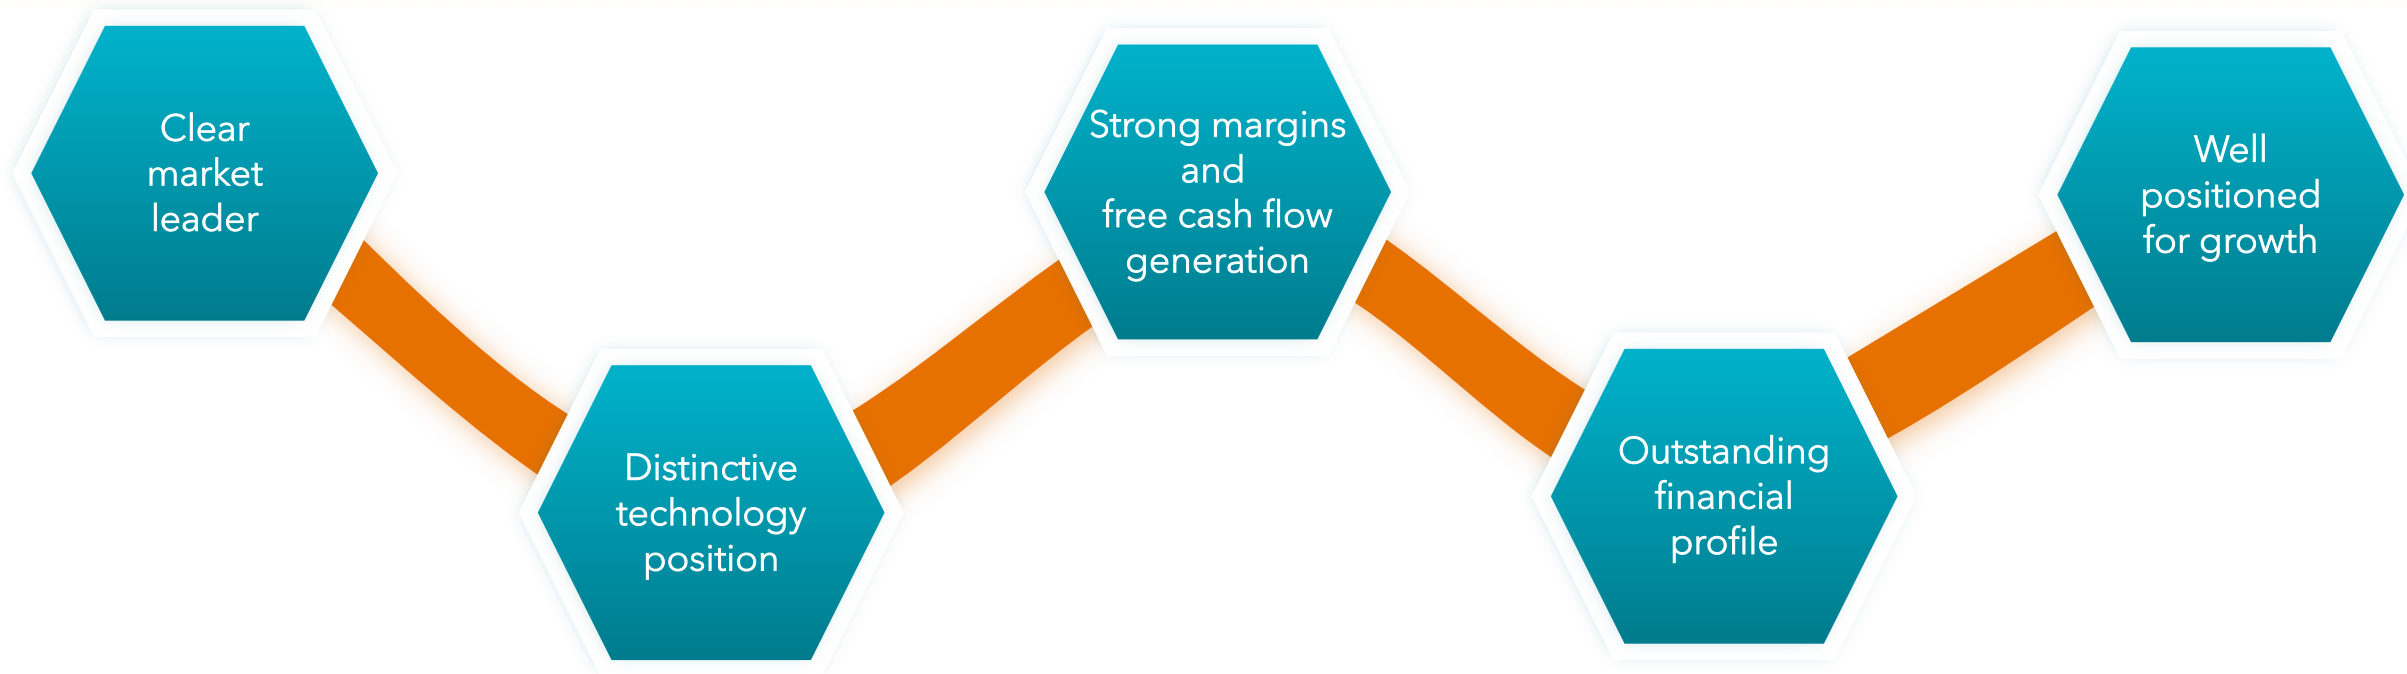 Clear
market
leader
Distinctive
technology
position
Strong margins
and
free cash flow
generation
Outstanding
financial
profile
Well
positioned
for growth